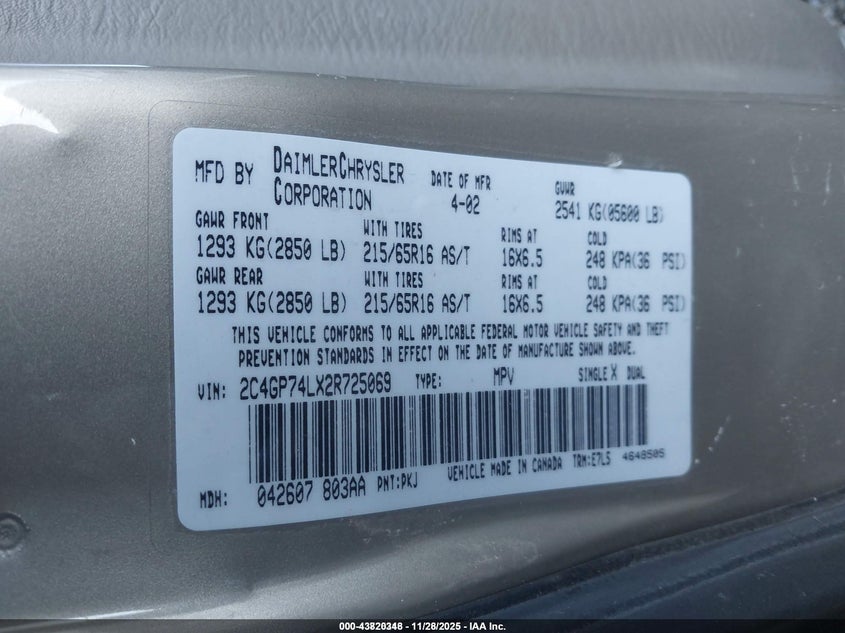 MFD BY DAIMLERCHRYSLER CORPORATION DATE OF MFR 4-02 GVWR 2541 KG(05600 LB)
GAWR FRONT WITH TIRES RIMS AT COLD
1293 KG(2850 LB) 215/65R16 AS/T 16X6.5 248 KPA(36 PSI)
GAWR REAR WITH TIRES RIMS AT COLD
1293 KG(2850 LB) 215/65R16 AS/T 16X6.5 248 KPA(36 PSI)
THIS VEHICLE CONFORMS TO ALL APPLICABLE FEDERAL MOTOR VEHICLE SAFETY AND THEFT
PREVENTION STANDARDS IN EFFECT ON THE DATE OF MANUFACTURE SHOWN ABOVE.
VIN: 2C4GP74LX2R725069 TYPE: MPV SINGLE X DUAL
MDH: 042607 803AA PNT:PKJ VEHICLE MADE IN CANADA TRM:E7L5 4648505
000-43820348 - 11/28/2025 - IAA Inc.